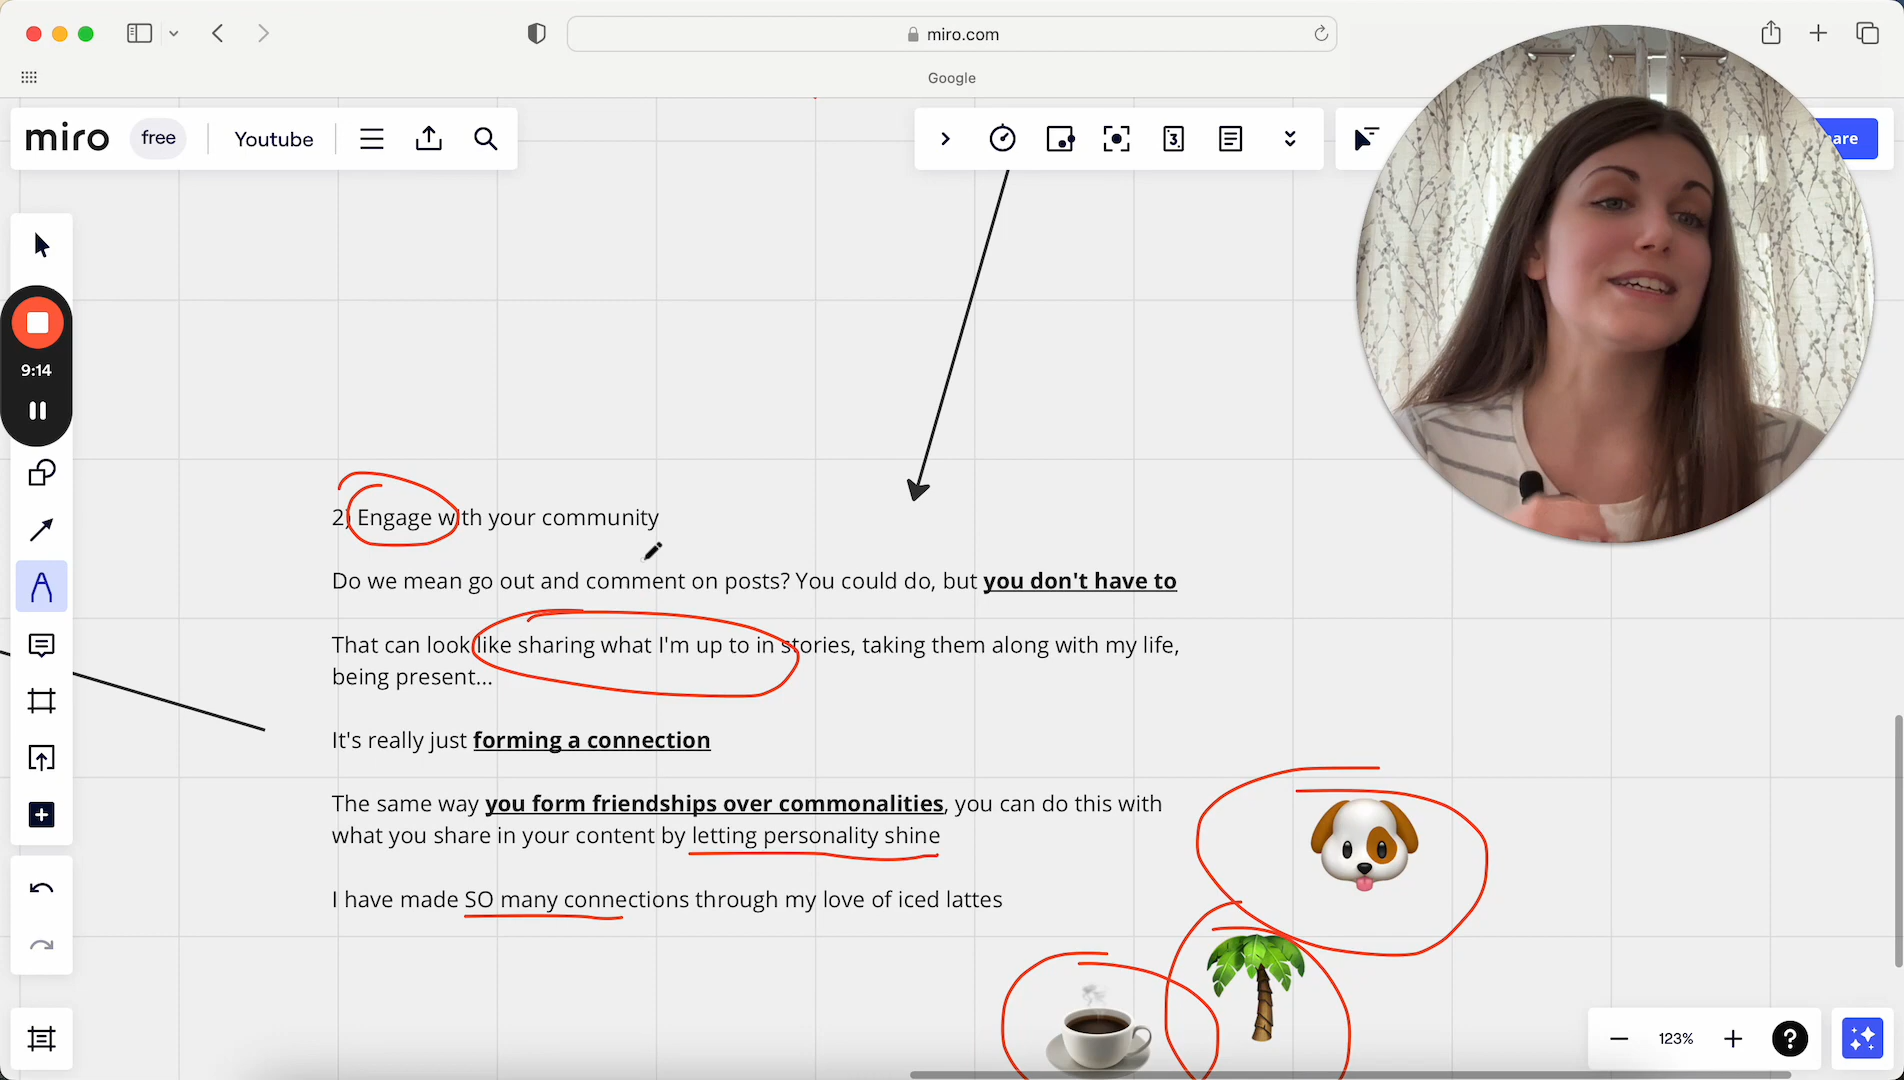 miro.com
Google
miro
free
Youtube
3
are
9:14
2) Engage with your community
Do we mean go out and comment on posts? You could do, but you don't have to
That can look like sharing what I'm up to in stories, taking them along with my life,
being present...
It's really just forming a connection
The same way you form friendships over commonalities, you can do this with
what you share in your content by letting personality shine
I have made SO many connections through my love of iced lattes
123%
?